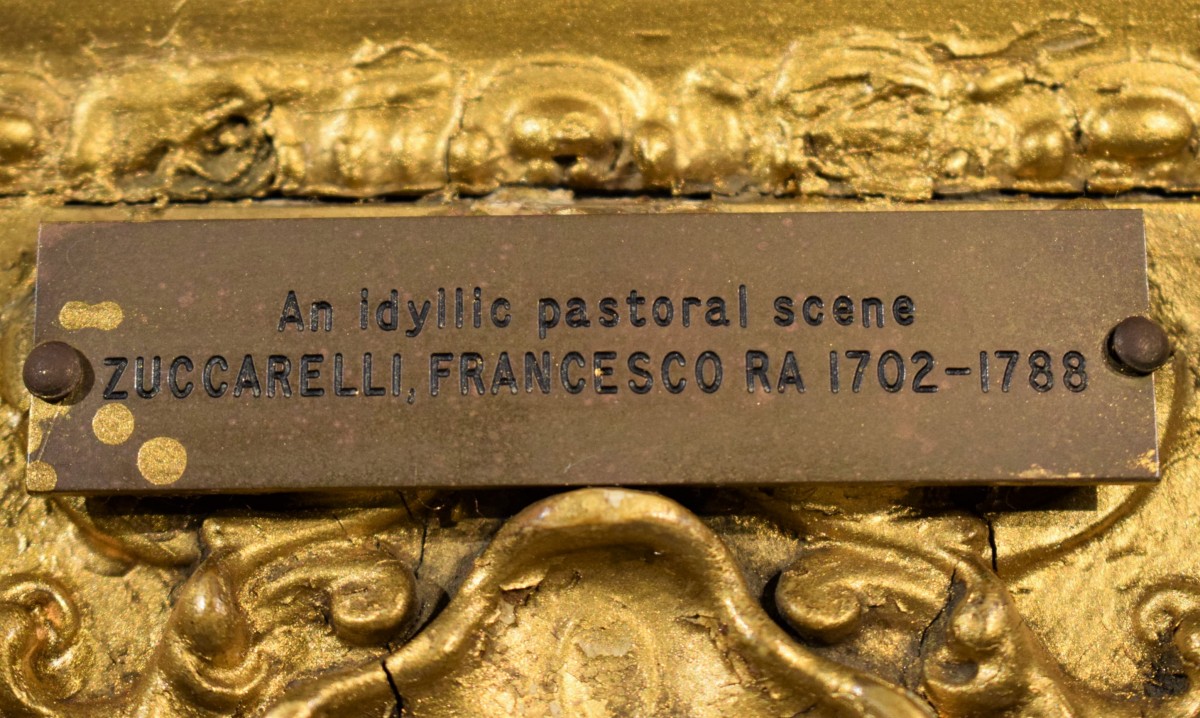 An idyllic pastoral scene
ZUCCARELLI, FRANCESCO RA 1702-1788